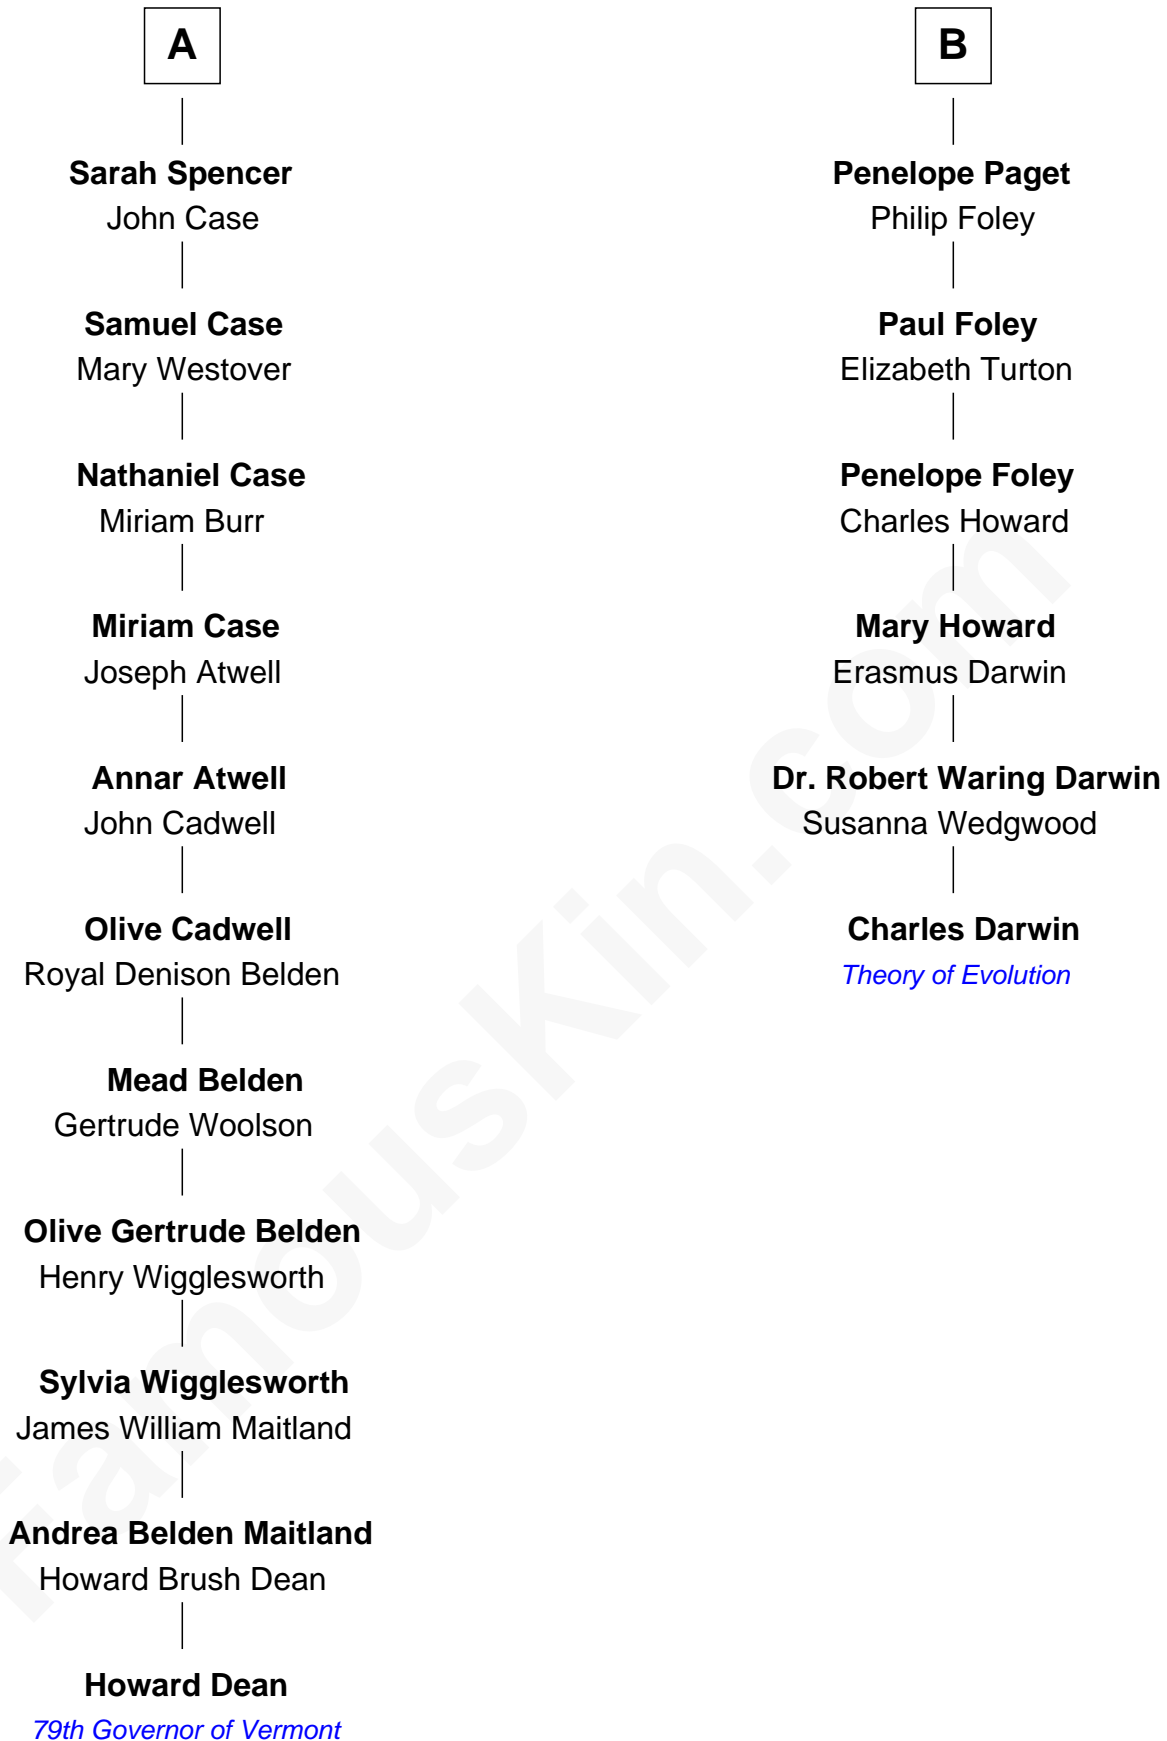 A
Sarah Spencer
John Case
Samuel Case
Mary Westover
Nathaniel Case
Miriam Burr
Miriam Case
Joseph Atwell
Annar Atwell
John Cadwell
Olive Cadwell
Royal Denison Belden
Mead Belden
Gertrude Woolson
Olive Gertrude Belden
Henry Wigglesworth
Sylvia Wigglesworth
James William Maitland
Andrea Belden Maitland
Howard Brush Dean
Howard Dean
79th Governor of Vermont
B
Penelope Paget
Philip Foley
Paul Foley
Elizabeth Turton
Penelope Foley
Charles Howard
Mary Howard
Erasmus Darwin
Dr. Robert Waring Darwin
Susanna Wedgwood
Charles Darwin
Theory of Evolution
FamousKin.com